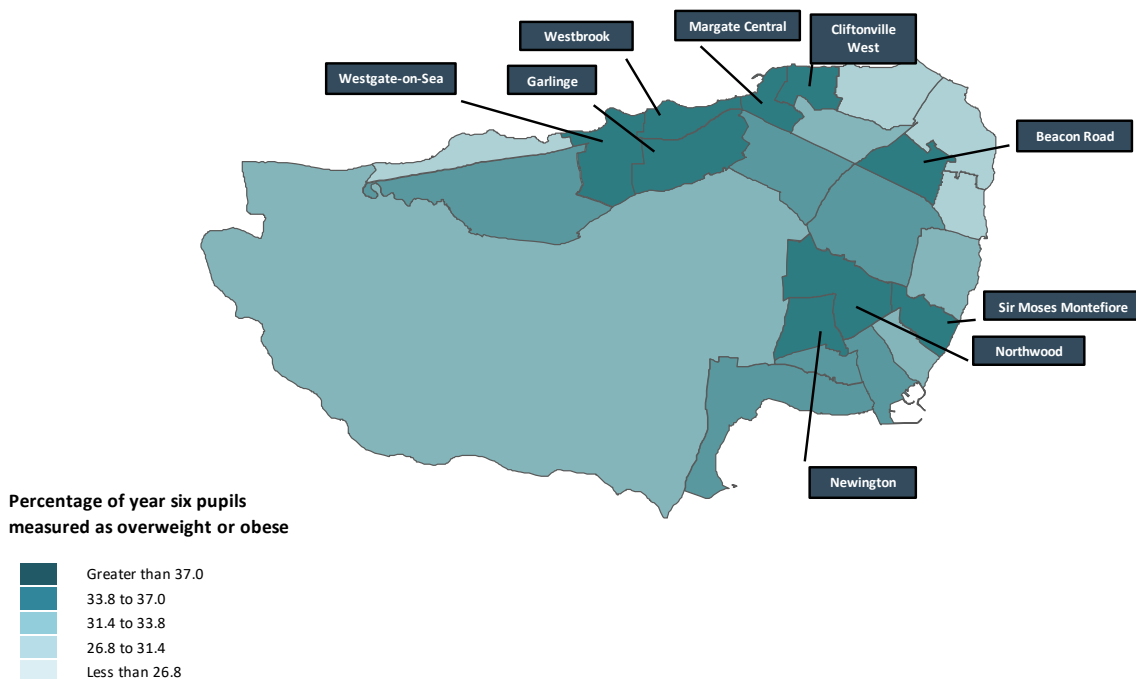 Margate Central
Cliftonville
West
Westbrook
Westgate-on-Sea
Garlinge
Beacon Road
Sir Moses Montefiore
Northwood
Newington
Percentage of year six pupils
measured as overweight or obese
Greater than 37.0
33.8 to 37.0
31.4 to 33.8
26.8 to 31.4
Less than 26.8